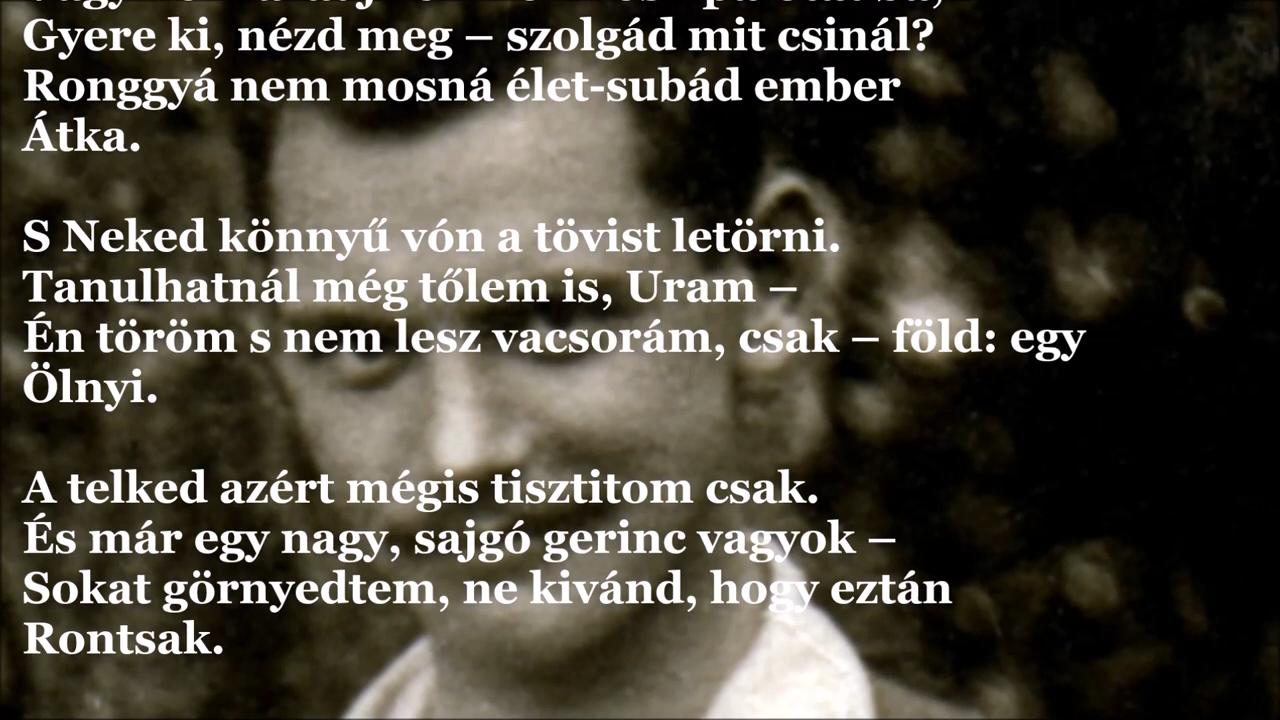 Gyere ki, nézd meg – szolgád mit csinál?
Ronggyá nem mosná élet-subád ember
Átka.
S Neked könnyű vón a tövist letörni.
Tanulhatnál még tőlem is, Uram –
Én töröm s nem lesz vacsorám, csak – föld: egy
Ölnyi.
A telked azért mégis tisztitom csak.
És már egy nagy, sajgó gerinc vagyok –
Sokat görnyedtem, ne kivánd, hogy eztán
Rontsak.